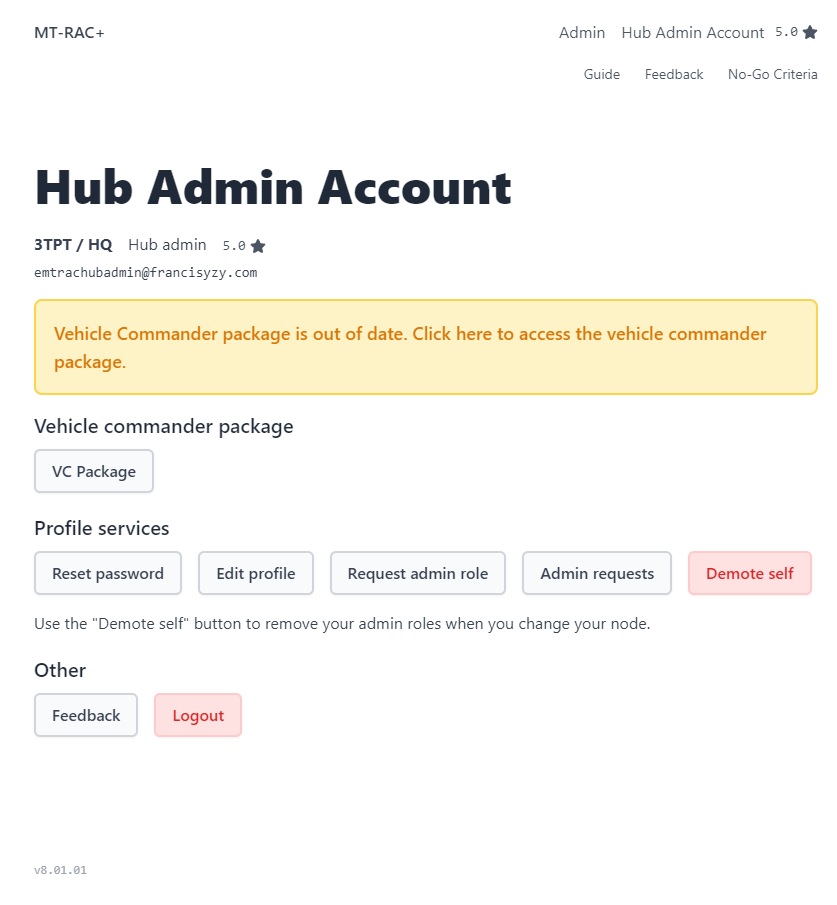 MT-RAC+
Admin Hub Admin Account 5.0
Guide Feedback No-Go Criteria
Hub Admin Account
3TPT / HQ Hub admin 5.0
emtrachubadmin@francisyzy.com
Vehicle Commander package is out of date. Click here to access the vehicle commander
package.
Vehicle commander package
VC Package
Profile services
Reset password Edit profile Request admin role Admin requests Demote self
Use the "Demote self" button to remove your admin roles when you change your node.
Other
Feedback Logout
v8.01.01